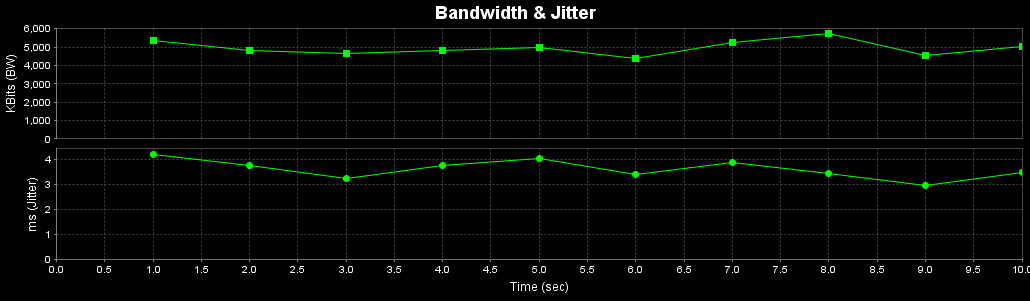 Bandwidth & Jitter
6,000
5,000
4,000
3,000
2,000
1,000
0
KBits (BW)
4
3
2
1
0
ms (Jitter)
0.0 0.5 1.0 1.5 2.0 2.5 3.0 3.5 4.0 4.5 5.0 5.5 6.0 6.5 7.0 7.5 8.0 8.5 9.0 9.5 10.0
Time (sec)